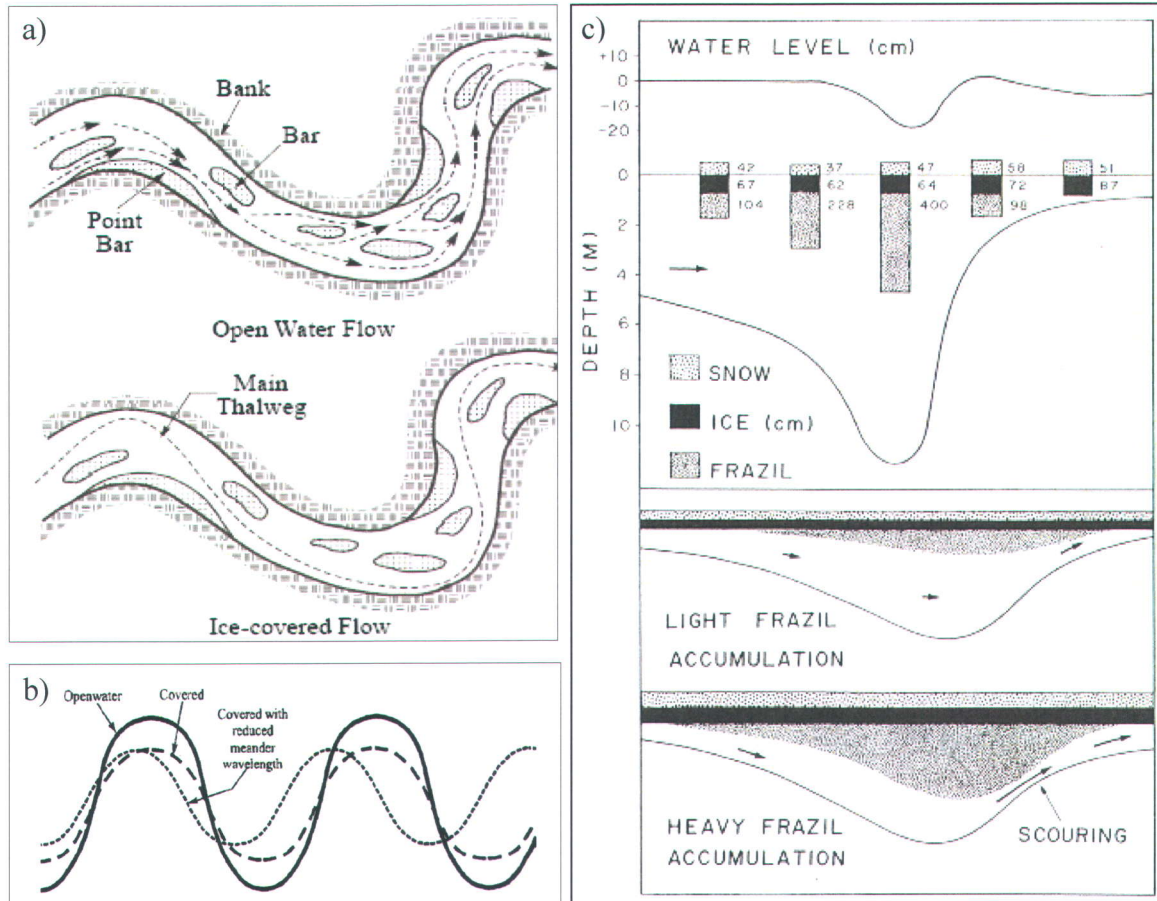 a)
Bank
Bar
Point
Bar
Open Water Flow
Main
Thalweg
Ice-covered Flow
b)
Openwater
Covered
Covered with
reduced
meander
wavelength
c)
WATER LEVEL (cm)
+10
0
-10
-20
42 37 47 58 51
0
67 62 64 72 87
104 228 400 98
2
4
6
8
10
DEPTH (M)
SNOW
ICE (cm)
FRAZIL
LIGHT FRAZIL
ACCUMULATION
HEAVY FRAZIL
ACCUMULATION
SCOURING